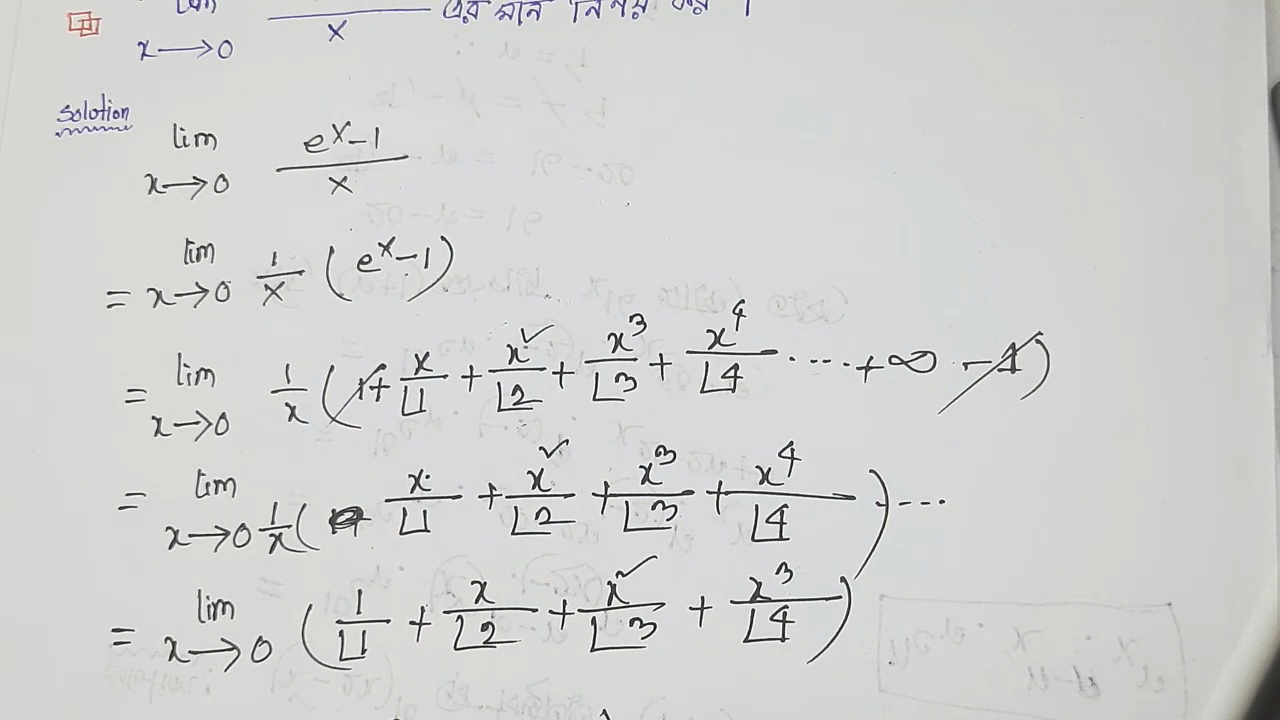 lim x→0 ――― x এর মান নির্ণয় কর ।
Solution
lim x→0 (eˣ-1)/x
= lim x→0 1/x (eˣ-1)
= lim x→0 1/x (1+ x/∟1 + x²/∟2 + x³/∟3 + x⁴/∟4 ..... +∞ -1)
= lim x→0 1/x ( x/∟1 + x²/∟2 + x³/∟3 + x⁴/∟4 ) ....
= lim x→0 ( 1/∟1 + x/∟2 + x²/∟3 + x³/∟4 )